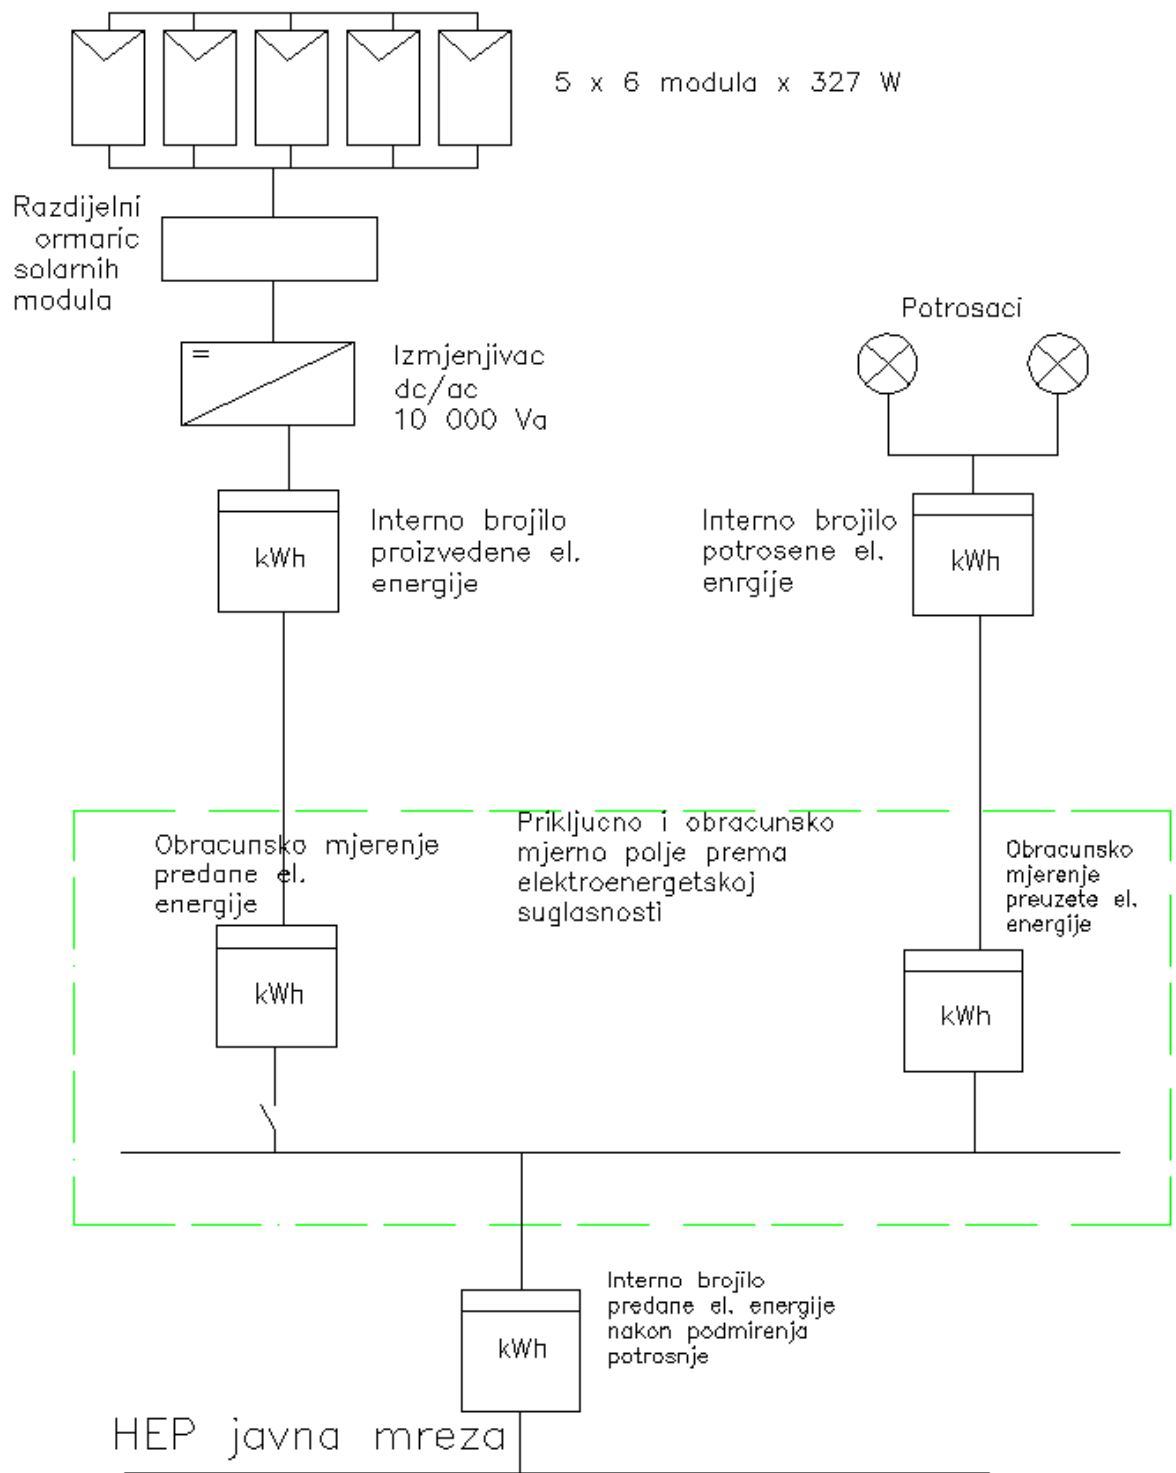 5 x 6 modula x 327 W
Razdijelni
ormaric
solarnih
modula
=
Izmjenjivac
dc/ac
10 000 Va
Potrosaci
kWh
Interno brojilo
proizvedene el.
energije
Interno brojilo
potrosene el.
enrgije
kWh
Obracunsko mjerenje
predane el.
energije
kWh
Prikljucno i obracunsko
mjerno polje prema
elektroenergetskoj
suglasnosti
Obracunsko
mjerenje
preuzete el.
energije
kWh
Interno brojilo
predane el. energije
nakon podmirenja
potrosnje
kWh
HEP javna mreza